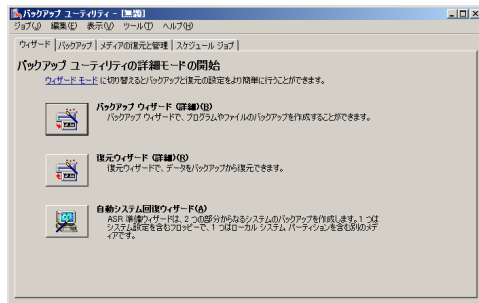 バックアップ ユーティリティ - [無題]
ジョブ(J) 編集(E) 表示(V) ツール(T) ヘルプ(H)
ウィザード バックアップ メディアの復元と管理 スケジュール ジョブ
バックアップ ユーティリティの詳細モードの開始
ウィザード モード に切り替えるとバックアップと復元の設定をより簡単に行うことができます。
バックアップ ウィザード (詳細)(B)
バックアップ ウィザードで、プログラムやファイルのバックアップを作成することができます。
復元ウィザード (詳細)(R)
復元ウィザードで、データをバックアップから復元できます。
自動システム回復ウィザード(A)
ASR 準備ウィザードは、2 つの部分からなるシステムのバックアップを作成します。1 つは
システム設定を含むフロッピーで、1 つはローカル システム パーティションを含む別のメデ
ィアです。